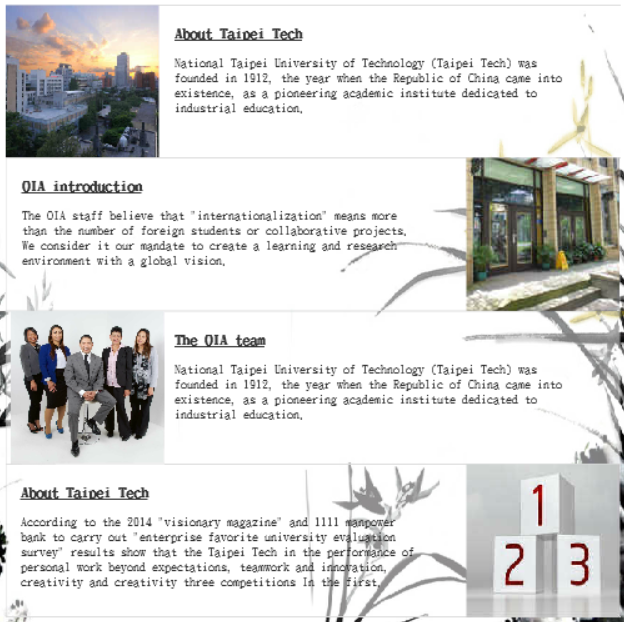 About Taipei Tech
National Taipei University of Technology (Taipei Tech) was
founded in 1912, the year when the Republic of China came into
existence, as a pioneering academic institute dedicated to
industrial education.
OIA introduction
The OIA staff believe that "internationalization" means more
than the number of foreign students or collaborative projects.
We consider it our mandate to create a learning and research
environment with a global vision.
The OIA team
National Taipei University of Technology (Taipei Tech) was
founded in 1912, the year when the Republic of China came into
existence, as a pioneering academic institute dedicated to
industrial education.
About Taipei Tech
According to the 2014 "visionary magazine" and 1111 manpower
bank to carry out "enterprise favorite university evaluation
survey" results show that the Taipei Tech in the performance of
personal work beyond expectations, teamwork and innovation,
creativity and creativity three competitions In the first.
1
2 3